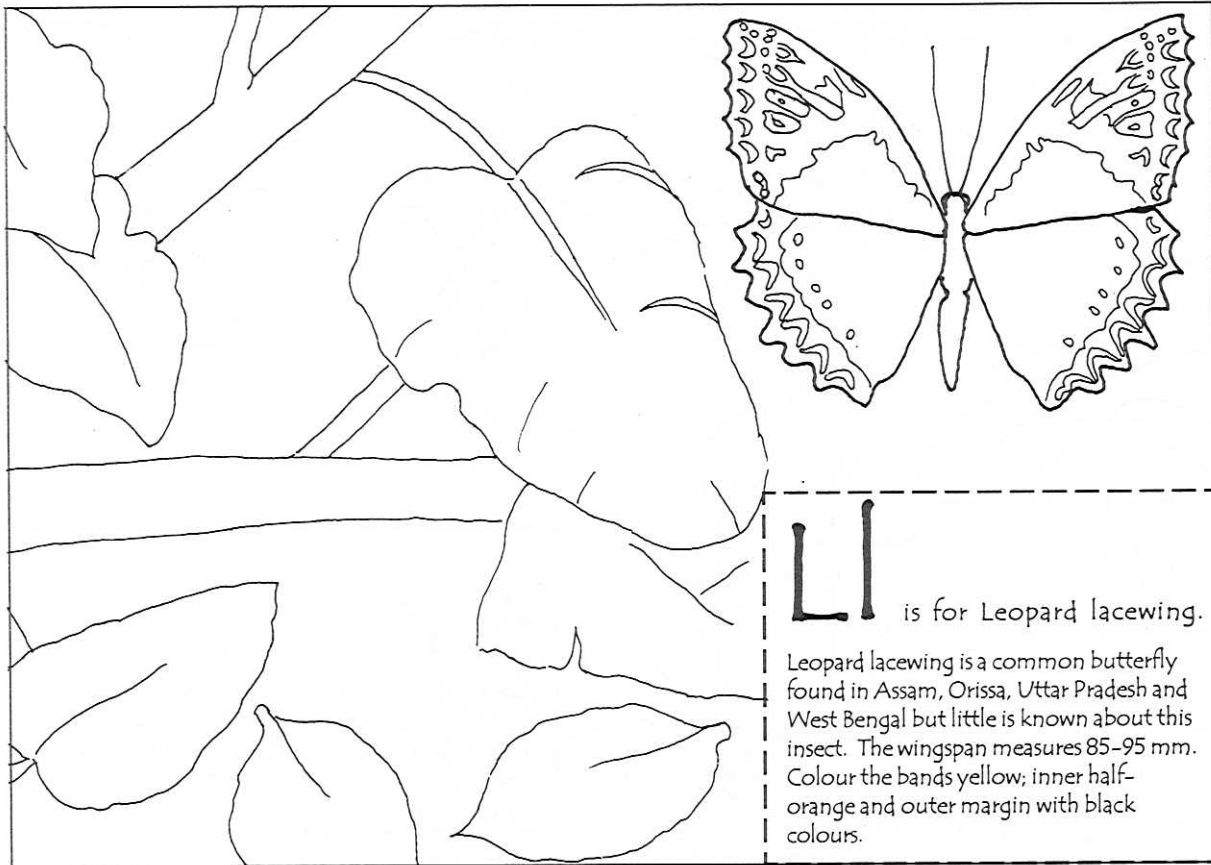 Ll is for Leopard lacewing.
Leopard lacewing is a common butterfly
found in Assam, Orissa, Uttar Pradesh and
West Bengal but little is known about this
insect. The wingspan measures 85-95 mm.
Colour the bands yellow; inner half-
orange and outer margin with black
colours.